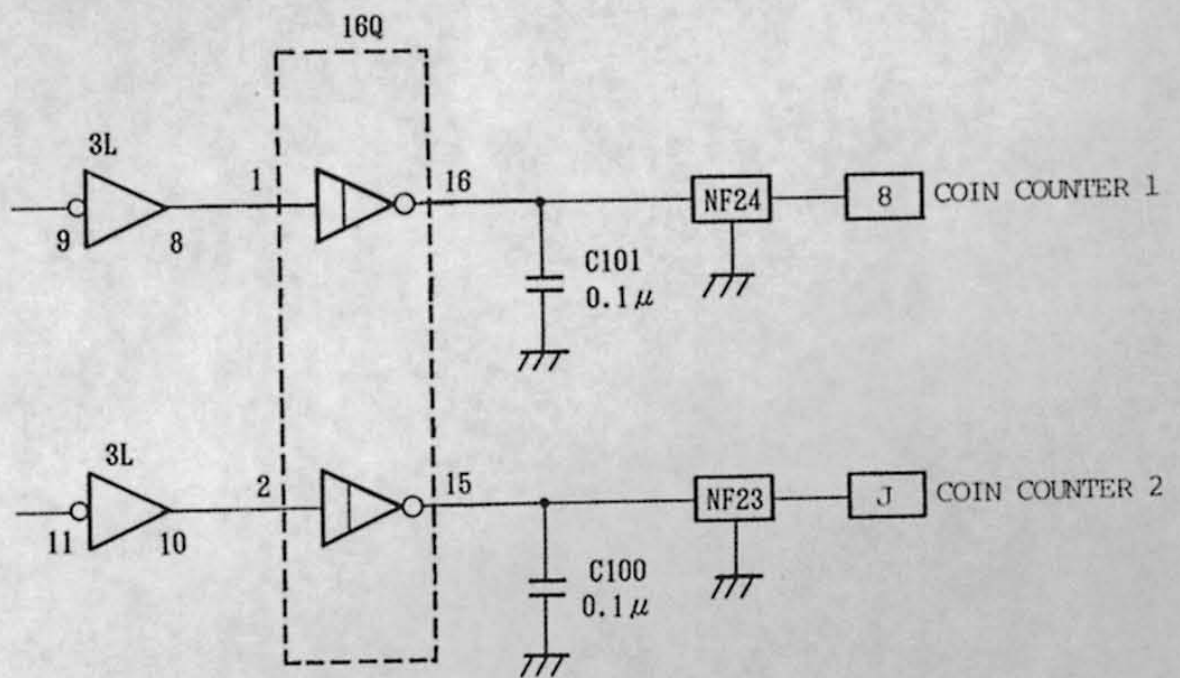 16Q
3L
9
8
1
16
C101
0.1μ
NF24
8
COIN COUNTER 1
3L
11
10
2
15
C100
0.1μ
NF23
J
COIN COUNTER 2